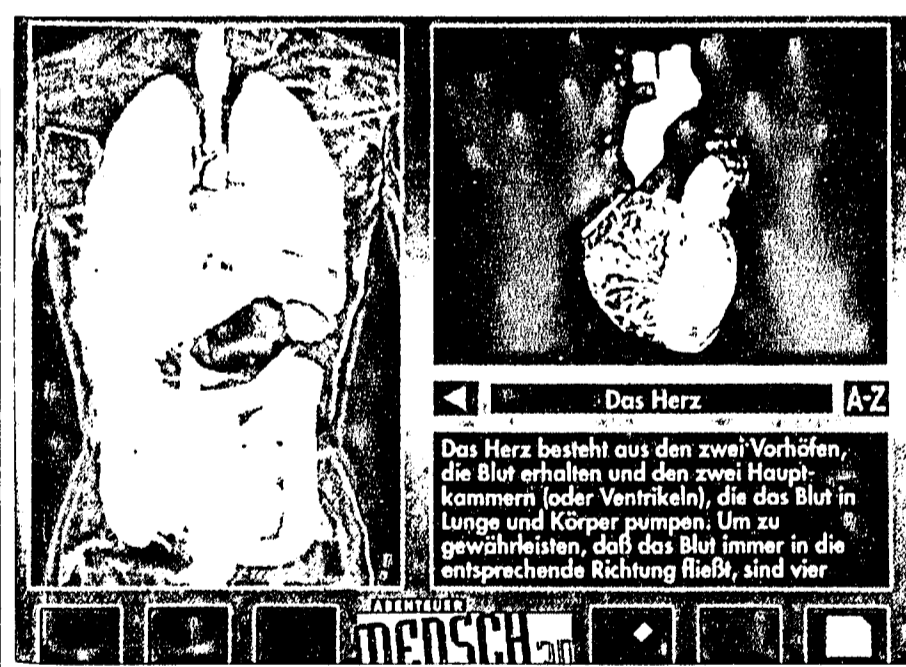 Das Herz
A-Z
Das Herz besteht aus den zwei Vorhöfen,
die Blut erhalten und den zwei Haupt-
kammern (oder Ventrikeln), die das Blut in
Lunge und Körper pumpen. Um zu
gewährleisten, daß das Blut immer in die
entsprechende Richtung fließt, sind vier
ABENTEUER
MENSCH